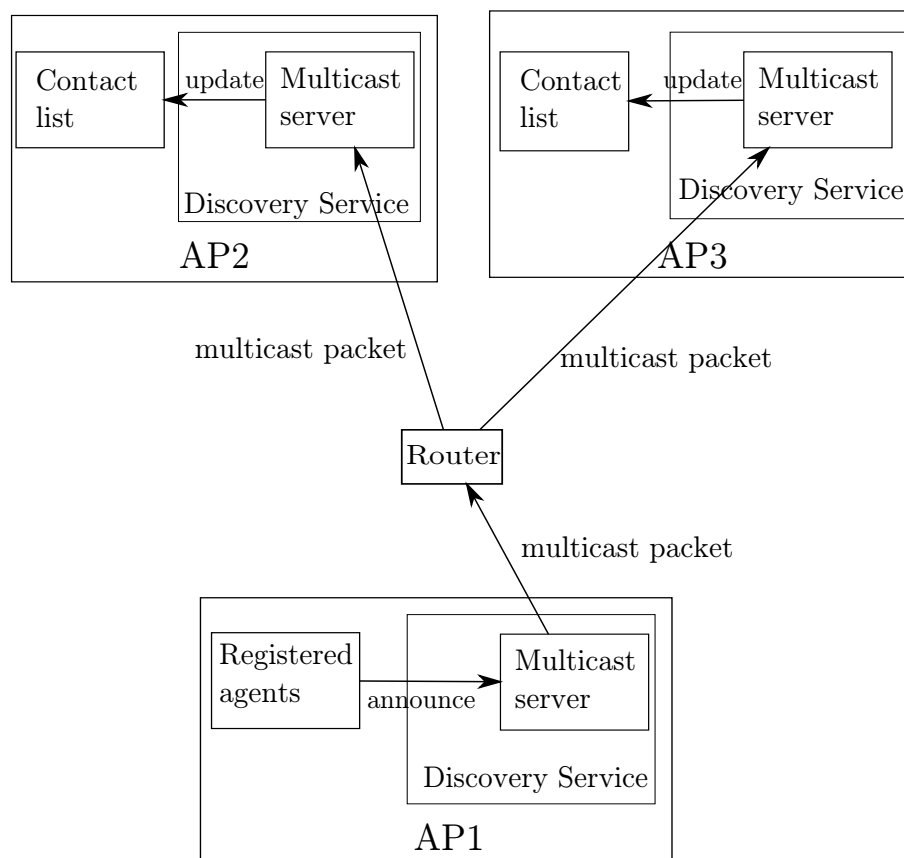 Contact
list
update
Multicast
server
Discovery Service
AP2
Contact
list
update
Multicast
server
Discovery Service
AP3
multicast packet
multicast packet
Router
multicast packet
Registered
agents
announce
Multicast
server
Discovery Service
AP1